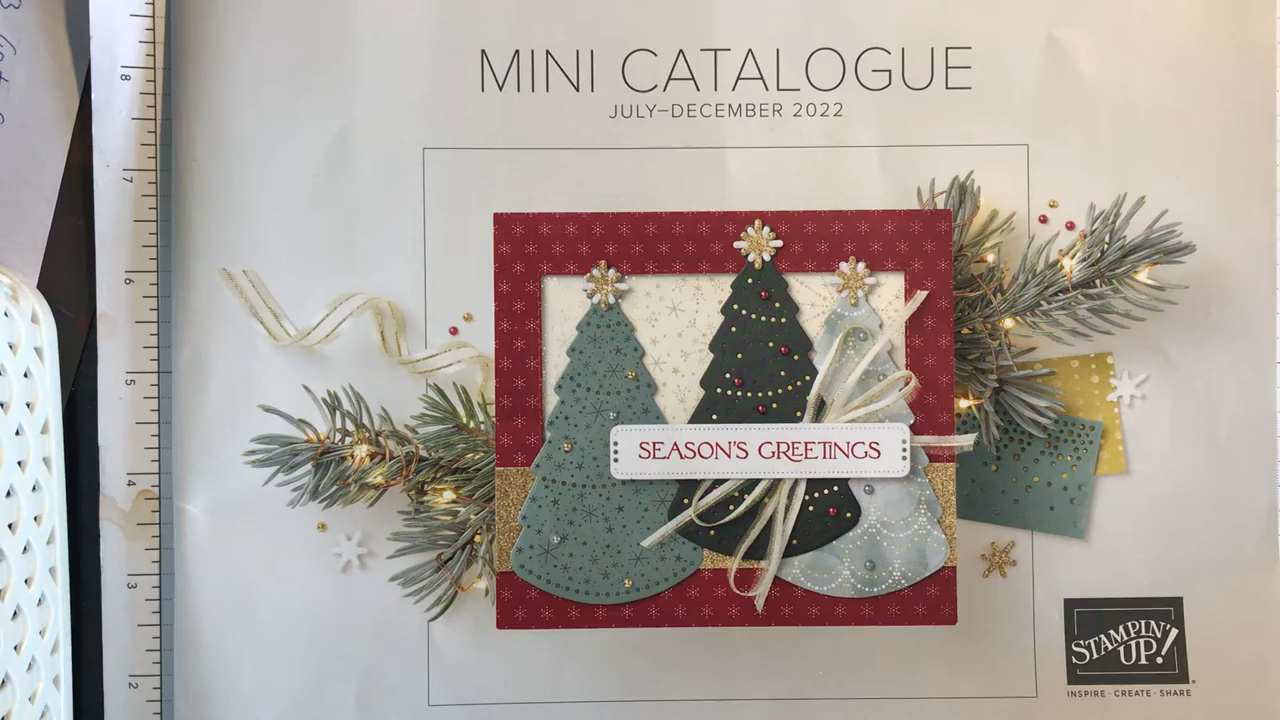 MINI CATALOGUE
JULY–DECEMBER 2022
SEASON'S GREETINGS
STAMPIN' UP!®
INSPIRE · CREATE · SHARE
8
7
6
5
4
3
2